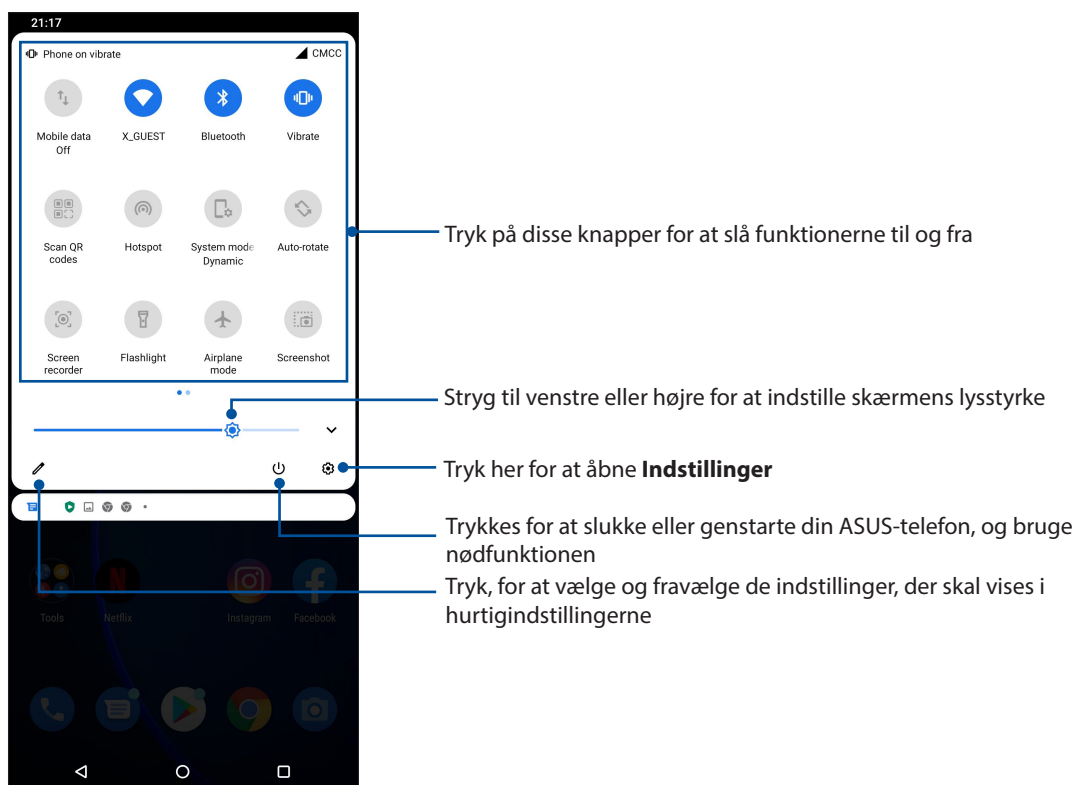 21:17
Phone on vibrate
CMCC
Mobile data
Off
X_GUEST
Bluetooth
Vibrate
Scan QR
codes
Hotspot
System mode
Dynamic
Auto-rotate
Screen
recorder
Flashlight
Airplane
mode
Screenshot
Tools
Netflix
Instagram
Facebook
Tryk på disse knapper for at slå funktionerne til og fra
Stryg til venstre eller højre for at indstille skærmens lysstyrke
Tryk her for at åbne Indstillinger
Trykkes for at slukke eller genstarte din ASUS-telefon, og bruge
nødfunktionen
Tryk, for at vælge og fravælge de indstillinger, der skal vises i
hurtigindstillingerne